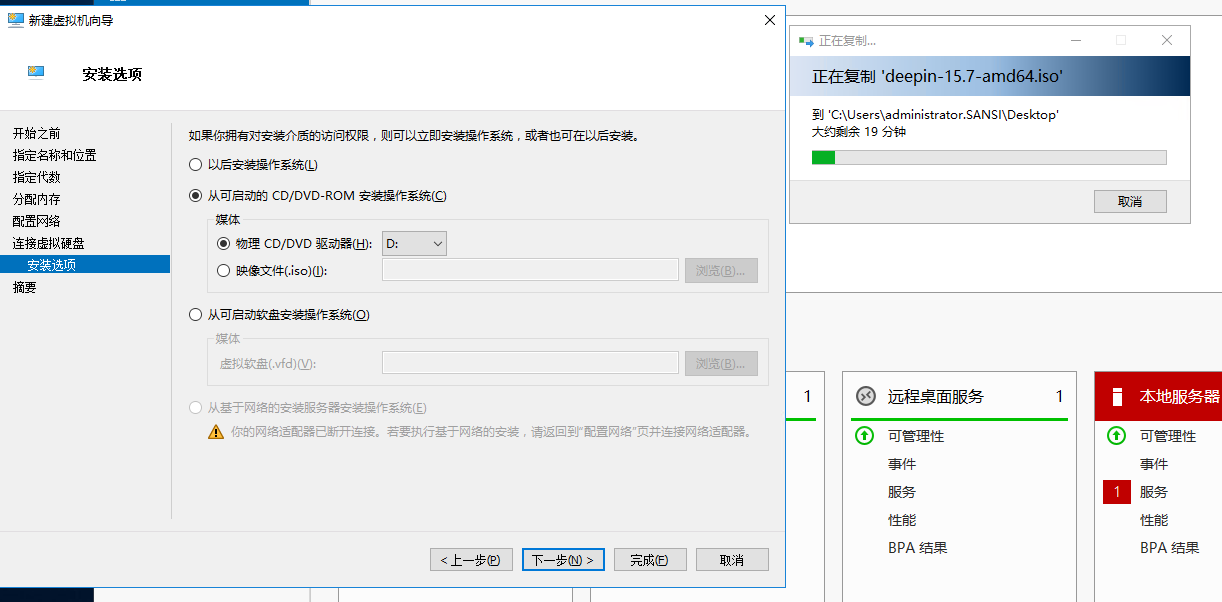 新建虚拟机向导
安装选项
开始之前
指定名称和位置
指定代数
分配内存
配置网络
连接虚拟硬盘
安装选项
摘要
如果你拥有对安装介质的访问权限，则可以立即安装操作系统，或者也可在以后安装。
以后安装操作系统(L)
从可启动的 CD/DVD-ROM 安装操作系统(C)
媒体
物理 CD/DVD 驱动器(H): D:
映像文件(.iso)(I): 浏览(B)...
从可启动软盘安装操作系统(O)
媒体
虚拟软盘(.vfd)(V): 浏览(B)...
从基于网络的安装服务器安装操作系统(E)
你的网络适配器已断开连接。若要执行基于网络的安装，请返回到“配置网络”页并连接网络适配器。
< 上一步(P) 下一步(N) > 完成(F) 取消
正在复制...
正在复制 'deepin-15.7-amd64.iso'
到 'C:\Users\administrator.SANSI\Desktop'
大约剩余 19 分钟
取消
1
远程桌面服务 1
可管理性
事件
服务
性能
BPA 结果
本地服务器
可管理性
事件
1 服务
性能
BPA 结果